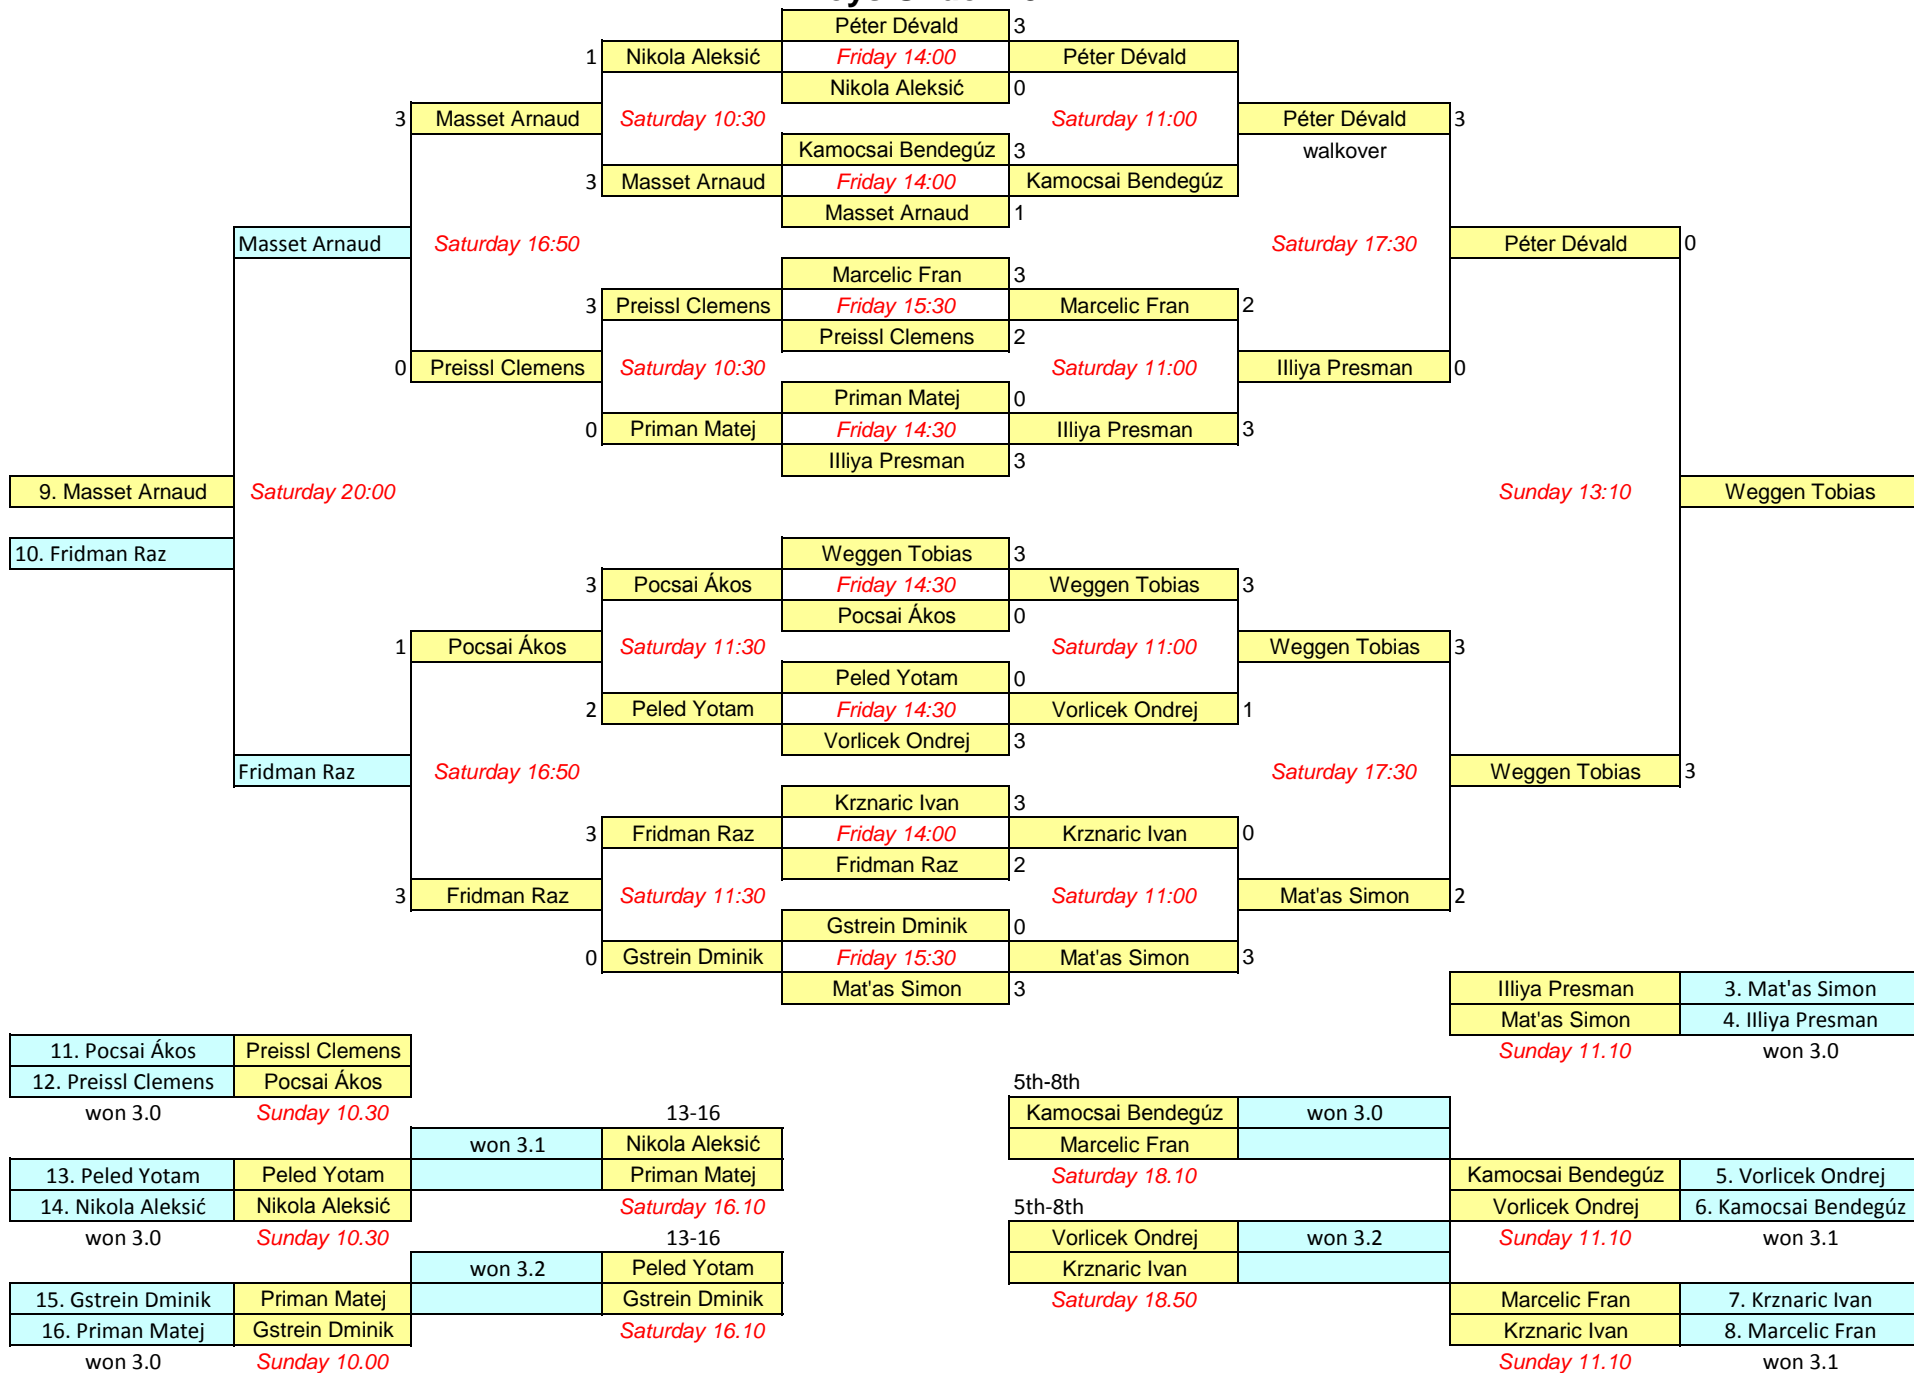 Péter Dévald 3
1 Nikola Aleksić Friday 14:00 Péter Dévald
Nikola Aleksić 0
3 Masset Arnaud Saturday 10:30 Saturday 11:00 Péter Dévald 3
Kamocsai Bendegúz 3 walkover
3 Masset Arnaud Friday 14:00 Kamocsai Bendegúz
Masset Arnaud 1
Masset Arnaud Saturday 16:50 Saturday 17:30 Péter Dévald 0
Marcelic Fran 3
3 Preissl Clemens Friday 15:30 Marcelic Fran 2
Preissl Clemens 2
0 Preissl Clemens Saturday 10:30 Saturday 11:00 Illiya Presman 0
Priman Matej 0
0 Priman Matej Friday 14:30 Illiya Presman 3
Illiya Presman 3
9. Masset Arnaud Saturday 20:00 Sunday 13:10 Weggen Tobias
10. Fridman Raz Weggen Tobias 3
3 Pocsai Ákos Friday 14:30 Weggen Tobias 3
Pocsai Ákos 0
1 Pocsai Ákos Saturday 11:30 Saturday 11:00 Weggen Tobias 3
Peled Yotam 0
2 Peled Yotam Friday 14:30 Vorlicek Ondrej 1
Vorlicek Ondrej 3
Fridman Raz Saturday 16:50 Saturday 17:30 Weggen Tobias 3
Krznaric Ivan 3
3 Fridman Raz Friday 14:00 Krznaric Ivan 0
Fridman Raz 2
3 Fridman Raz Saturday 11:30 Saturday 11:00 Mat'as Simon 2
Gstrein Dminik 0
0 Gstrein Dminik Friday 15:30 Mat'as Simon 3
Mat'as Simon 3 Illiya Presman 3. Mat'as Simon
Mat'as Simon 4. Illiya Presman
11. Pocsai Ákos Preissl Clemens Sunday 11.10 won 3.0
12. Preissl Clemens Pocsai Ákos 5th-8th
won 3.0 Sunday 10.30 13-16 Kamocsai Bendegúz won 3.0
won 3.1 Nikola Aleksić Marcelic Fran
13. Peled Yotam Peled Yotam Priman Matej Saturday 18.10 Kamocsai Bendegúz 5. Vorlicek Ondrej
14. Nikola Aleksić Nikola Aleksić Saturday 16.10 5th-8th Vorlicek Ondrej 6. Kamocsai Bendegúz
won 3.0 Sunday 10.30 13-16 Vorlicek Ondrej won 3.2 Sunday 11.10 won 3.1
won 3.2 Peled Yotam Krznaric Ivan
15. Gstrein Dminik Priman Matej Gstrein Dminik Saturday 18.50 Marcelic Fran 7. Krznaric Ivan
16. Priman Matej Gstrein Dminik Saturday 16.10 Krznaric Ivan 8. Marcelic Fran
won 3.0 Sunday 10.00 Sunday 11.10 won 3.1